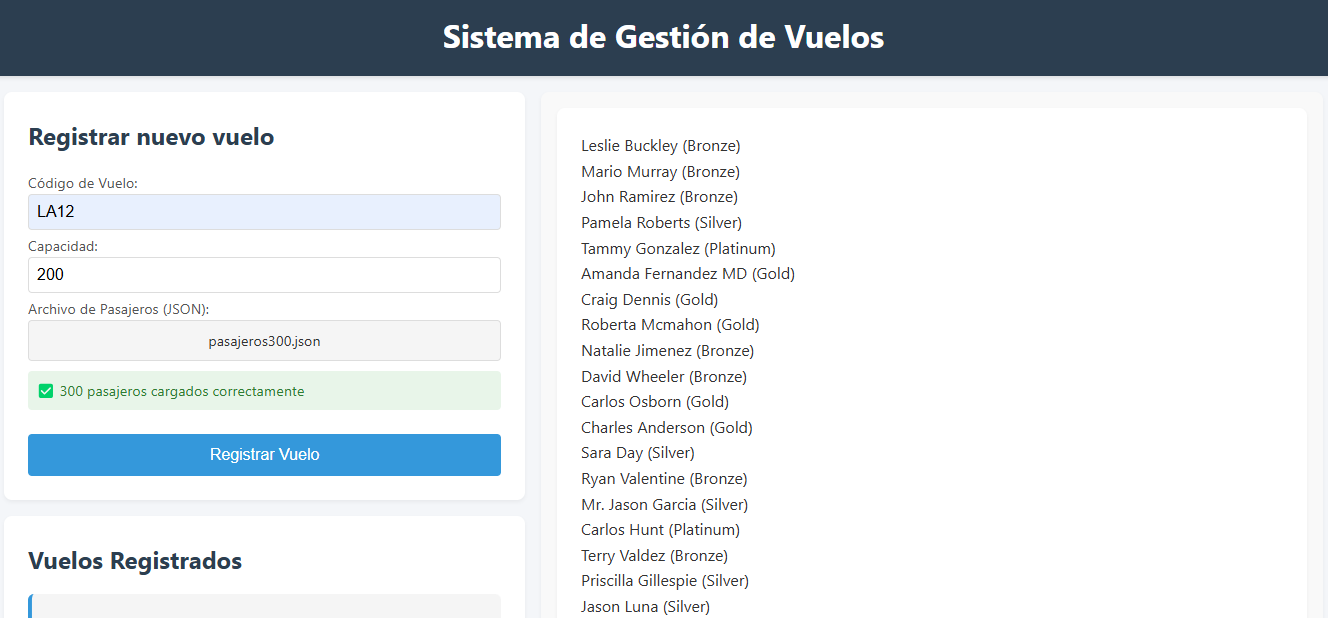 Sistema de Gestión de Vuelos
Registrar nuevo vuelo
Código de Vuelo:
LA12
Capacidad:
200
Archivo de Pasajeros (JSON):
pasajeros300.json
300 pasajeros cargados correctamente
Registrar Vuelo
Vuelos Registrados
Leslie Buckley (Bronze)
Mario Murray (Bronze)
John Ramirez (Bronze)
Pamela Roberts (Silver)
Tammy Gonzalez (Platinum)
Amanda Fernandez MD (Gold)
Craig Dennis (Gold)
Roberta Mcmahon (Gold)
Natalie Jimenez (Bronze)
David Wheeler (Bronze)
Carlos Osborn (Gold)
Charles Anderson (Gold)
Sara Day (Silver)
Ryan Valentine (Bronze)
Mr. Jason Garcia (Silver)
Carlos Hunt (Platinum)
Terry Valdez (Bronze)
Priscilla Gillespie (Silver)
Jason Luna (Silver)